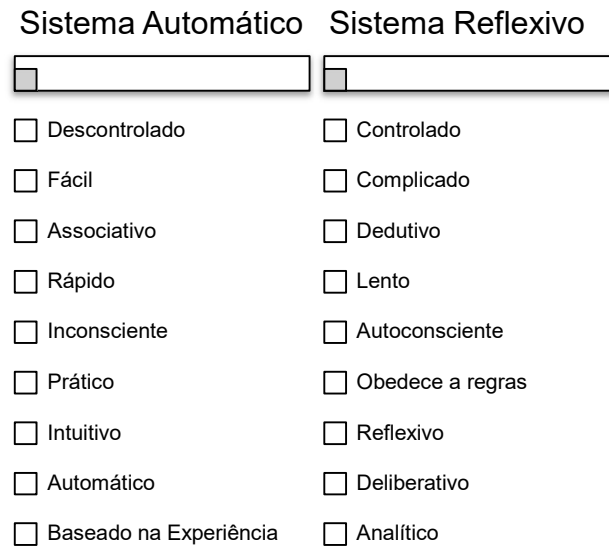 Sistema Automático
Descontrolado
Fácil
Associativo
Rápido
Inconsciente
Prático
Intuitivo
Automático
Baseado na Experiência
Sistema Reflexivo
Controlado
Complicado
Dedutivo
Lento
Autoconsciente
Obedece a regras
Reflexivo
Deliberativo
Analítico